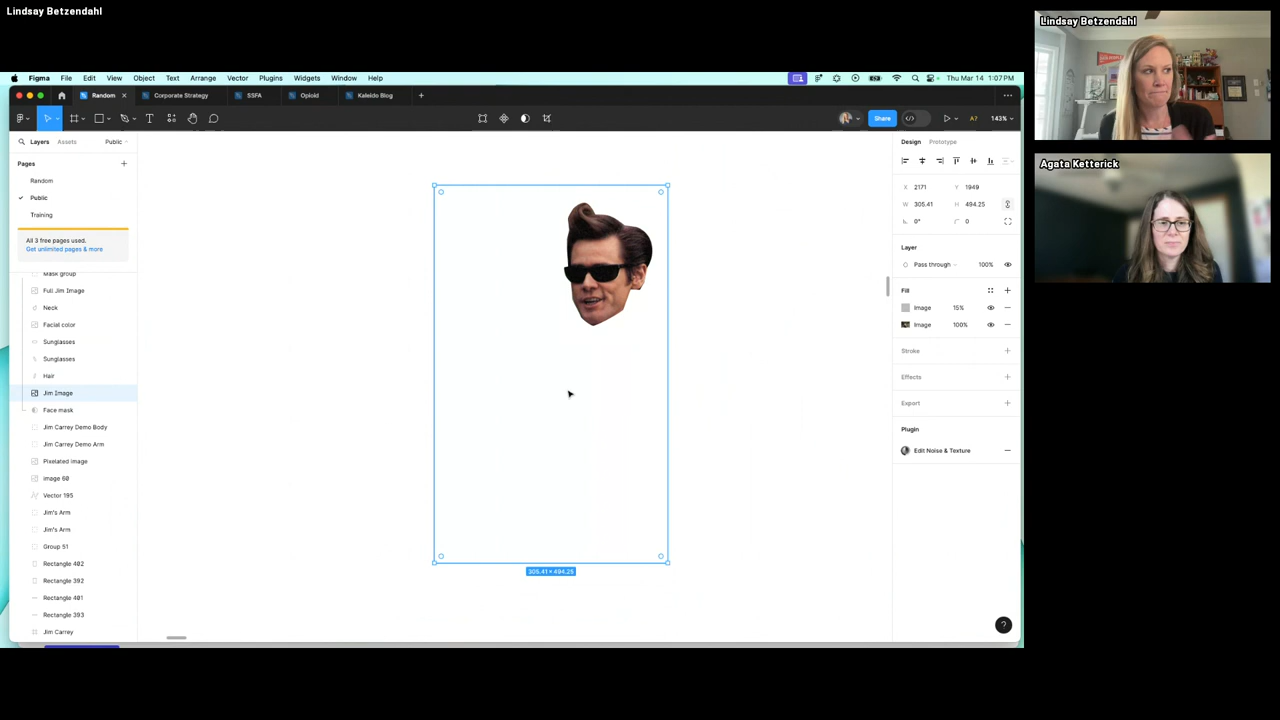 Lindsay Betzendahl
Lindsay Betzendahl
Agata Ketterick
Figma File Edit View Object Text Arrange Vector Plugins Widgets Window Help
Thu Mar 14 1:07 PM
Random Corporate Strategy SSFA Opioid Kaleido Blog
Share
A?
143%
Layers Assets Public
Pages
Random
Public
Training
All 3 free pages used.
Get unlimited pages & more
Mask group
Full Jim Image
Neck
Facial color
Sunglasses
Sunglasses
Hair
Jim Image
Face mask
Jim Carrey Demo Body
Jim Carrey Demo Arm
Pixelated Image
image 60
Vector 195
Jim's Arm
Jim's Arm
Group 51
Rectangle 402
Rectangle 392
Rectangle 401
Rectangle 393
Jim Carrey
305.41 × 494.25
Design Prototype
X 2171 Y 1949
W 305.41 H 494.25
0° 0
Layer
Pass through 100%
Fill
Image 15%
Image 100%
Stroke
Effects
Export
Plugin
Edit Noise & Texture
?